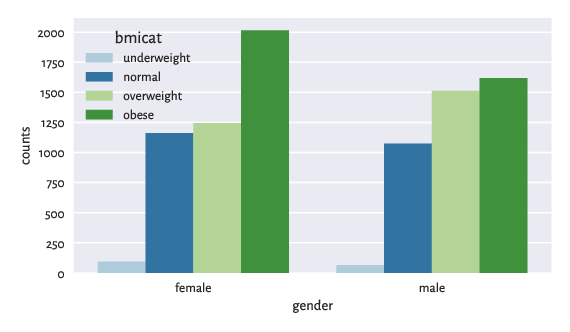 2000
1750
1500
1250
1000
750
500
250
0
counts
bmicat
underweight
normal
overweight
obese
female
male
gender